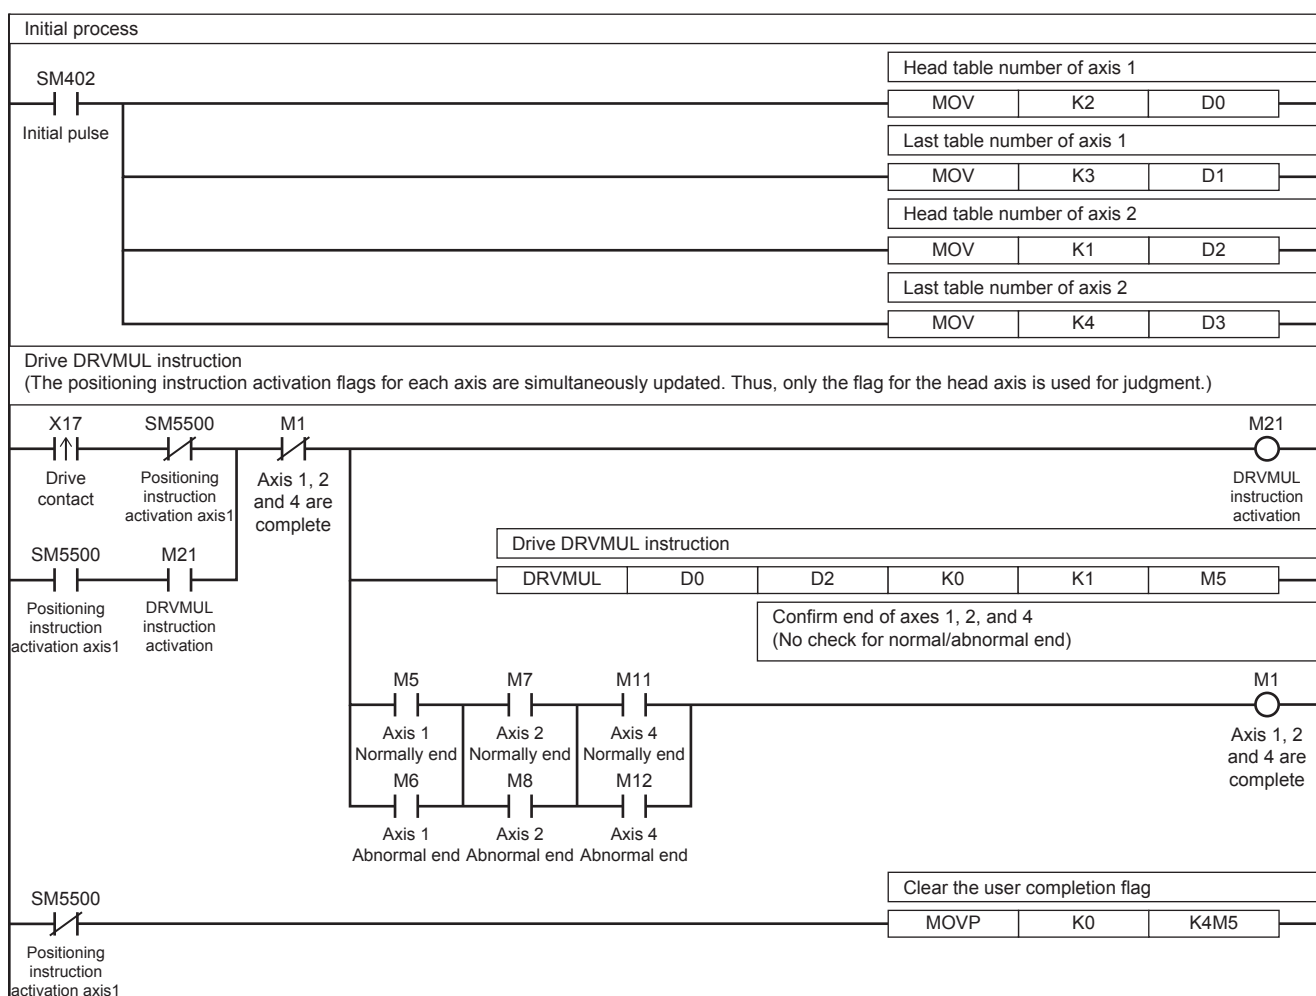 Initial process
Head table number of axis 1
SM402
MOV K2 D0
Initial pulse
Last table number of axis 1
MOV K3 D1
Head table number of axis 2
MOV K1 D2
Last table number of axis 2
MOV K4 D3
Drive DRVMUL instruction
(The positioning instruction activation flags for each axis are simultaneously updated. Thus, only the flag for the head axis is used for judgment.)
X17 SM5500 M1 M21
Drive
contact
Positioning
instruction
activation axis1
Axis 1, 2
and 4 are
complete
DRVMUL
instruction
activation
Drive DRVMUL instruction
SM5500 M21
DRVMUL D0 D2 K0 K1 M5
Positioning
instruction
activation axis1
DRVMUL
instruction
activation
Confirm end of axes 1, 2, and 4
(No check for normal/abnormal end)
M5 M7 M11 M1
Axis 1
Normally end
Axis 2
Normally end
Axis 4
Normally end
Axis 1, 2
and 4 are
complete
M6 M8 M12
Axis 1
Abnormal end
Axis 2
Abnormal end
Axis 4
Abnormal end
Clear the user completion flag
SM5500
MOVP K0 K4M5
Positioning
instruction
activation axis1